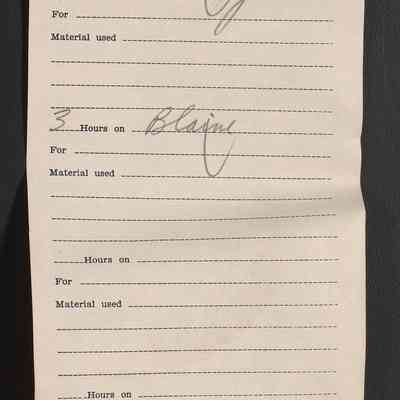 For
Material used
3 Hours on Blaine
For
Material used
Hours on
For
Material used
Hours on